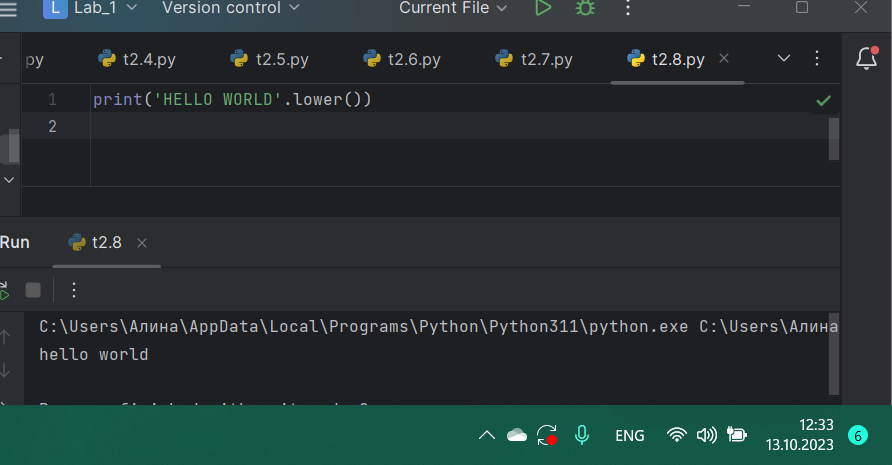 L Lab_1 Version control Current File
py t2.4.py t2.5.py t2.6.py t2.7.py t2.8.py
1 print('HELLO WORLD'.lower())
2
Run t2.8
C:\Users\Алина\AppData\Local\Programs\Python\Python311\python.exe C:\Users\Алина
hello world
ENG 12:33 6
13.10.2023